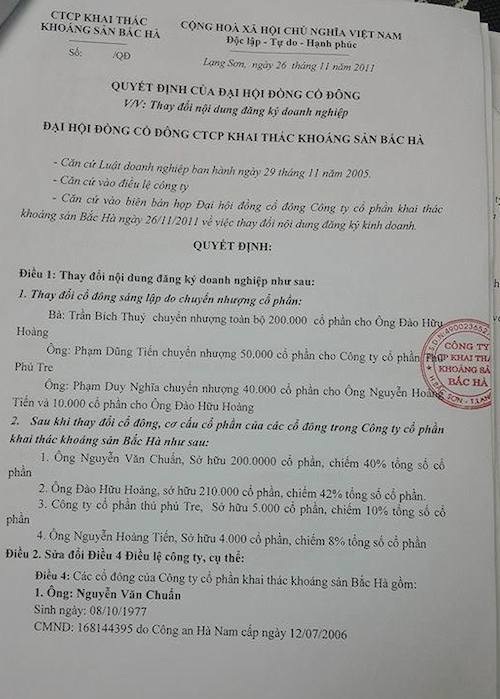 CTCP KHAI THÁC
KHOÁNG SẢN BẮC HÀ
Số: /QĐ
CỘNG HOÀ XÃ HỘI CHỦ NGHĨA VIỆT NAM
Độc lập - Tự do - Hạnh phúc
Lạng Sơn, ngày 26 tháng 11 năm 2011
QUYẾT ĐỊNH CỦA ĐẠI HỘI ĐỒNG CỔ ĐÔNG
V/V: Thay đổi nội dung đăng ký doanh nghiệp
ĐẠI HỘI ĐỒNG CỔ ĐÔNG CTCP KHAI THÁC KHOÁNG SẢN BẮC HÀ
- Căn cứ Luật doanh nghiệp ban hành ngày 29 tháng 11 năm 2005.
- Căn cứ vào điều lệ công ty
- Căn cứ vào biên bản họp Đại hội đồng cổ đông Công ty cổ phần khai thác
khoáng sản Bắc Hà ngày 26/11/2011 về việc thay đổi nội dung đăng ký kinh doanh.
QUYẾT ĐỊNH:
Điều 1: Thay đổi nội dung đăng ký doanh nghiệp như sau:
1. Thay đổi cổ đông sáng lập do chuyển nhượng cổ phần:
Bà: Trần Bích Thuý chuyển nhượng toàn bộ 200.000 cổ phần cho Ông Đào Hữu
Hoàng
Ông: Phạm Dũng Tiến chuyển nhượng 50.000 cổ phần cho Công ty cổ phần Thủ
Phủ Tre
Ông: Phạm Duy Nghĩa chuyển nhượng 40.000 cổ phần cho Ông Nguyễn Hoàng
Tiến và 10.000 cổ phần cho Ông Đào Hữu Hoàng
2. Sau khi thay đổi cổ đông, cơ cấu cổ phần của các cổ đông trong Công ty cổ phần
khai thác khoáng sản Bắc Hà như sau:
1. Ông Nguyễn Văn Chuẩn, Sở hữu 200.0000 cổ phần, chiếm 40% tổng số cổ
phần
2. Ông Đào Hữu Hoàng, sở hữu 210.000 cổ phần, chiếm 42% tổng số cổ phần.
3. Công ty cổ phần thủ phủ Tre, Sở hữu 5.000 cổ phần, chiếm 10% tổng số cổ
phần
4. Ông Nguyễn Hoàng Tiến, Sở hữu 4.000 cổ phần, chiếm 8% tổng số cổ phần
Điều 2. Sửa đổi Điều 4 Điều lệ công ty, cụ thể:
Điều 4: Các cổ đông của Công ty cổ phần khai thác khoáng sản Bắc Hà gồm:
1. Ông: Nguyễn Văn Chuẩn
Sinh ngày: 08/10/1977
CMND: 168144395 do Công an Hà Nam cấp ngày 12/07/2006
CÔNG TY
KHOÁNG SẢN
BẮC HÀ